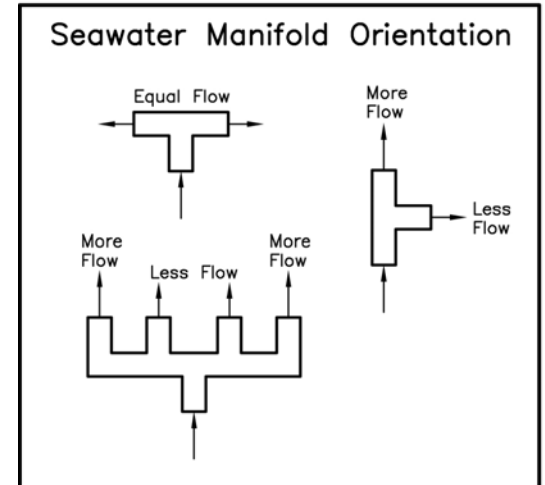 Seawater Manifold Orientation
Equal Flow
More
Flow
Less
Flow
More
Flow
Less Flow
More
Flow